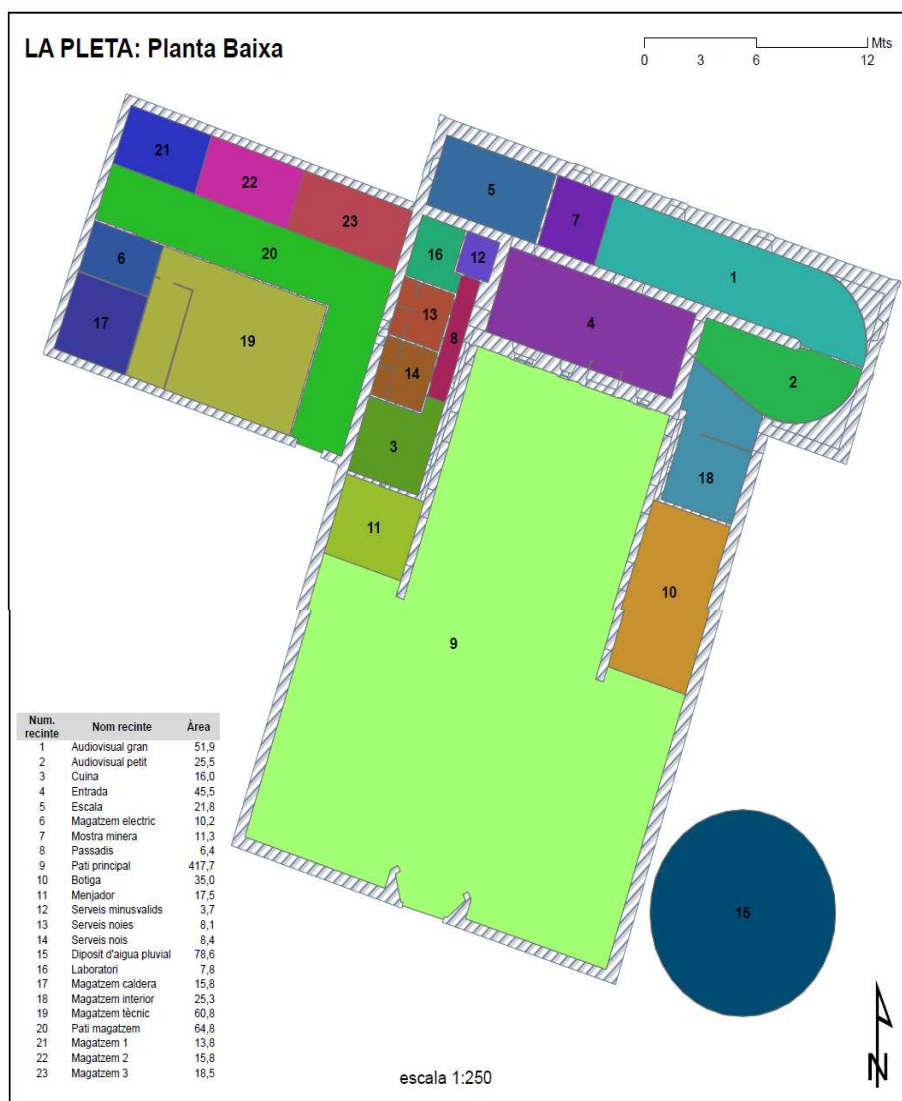 LA PLETA: Planta Baixa
Mts
0 3 6 12
21
22
23
5
7
1
16
12
6
20
13
4
17
19
8
2
14
3
18
11
10
9
15
Num. recinte Nom recinte Àrea
1 Audiovisual gran 51,9
2 Audiovisual petit 25,5
3 Cuina 16,0
4 Entrada 45,5
5 Escala 21,8
6 Magatzem electric 10,2
7 Mostra minera 11,3
8 Passadis 6,4
9 Pati principal 417,7
10 Botiga 35,0
11 Menjador 17,5
12 Serveis minusvalids 3,7
13 Serveis noies 8,1
14 Serveis nois 8,4
15 Diposit d'aigua pluvial 78,6
16 Laboratori 7,8
17 Magatzem caldera 15,8
18 Magatzem interior 25,3
19 Magatzem tècnic 60,8
20 Pati magatzem 64,8
21 Magatzem 1 13,8
22 Magatzem 2 15,8
23 Magatzem 3 18,5
escala 1:250
N